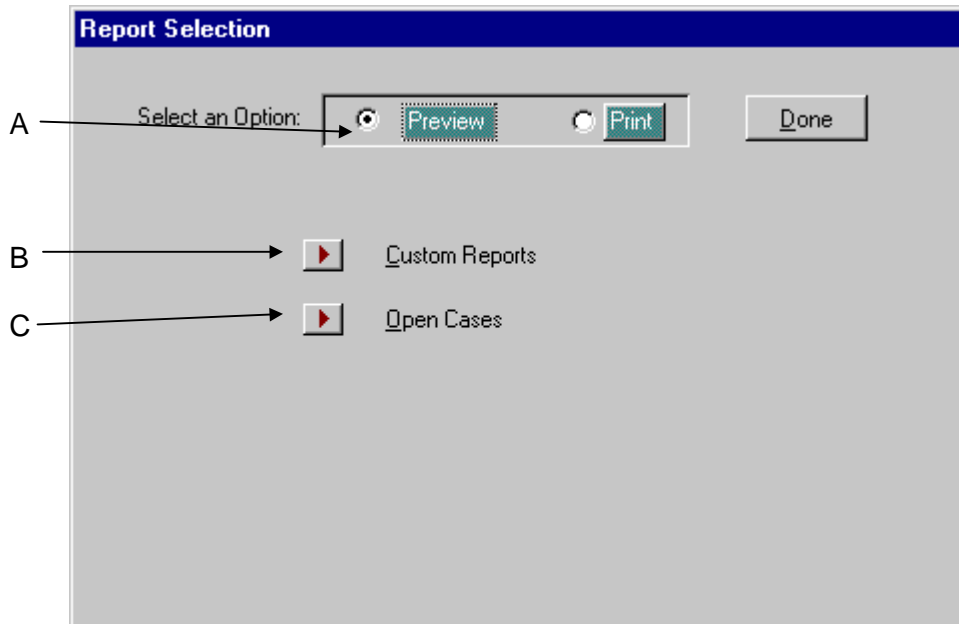 Report Selection
A Select an Option: Preview Print Done
B Custom Reports
C Open Cases